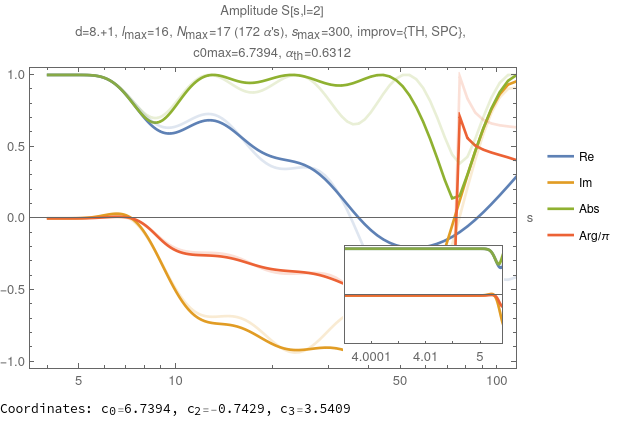 Amplitude S[s,l=2]
d=8.+1, lmax=16, Nmax=17 (172 α's), smax=300, improv={TH, SPC},
c0max=6.7394, αth=0.6312
1.0
0.5
0.0
−0.5
−1.0
s
Re
Im
Abs
Arg/π
4.0001 4.01 5
5 10 50 100
Coordinates: c0=6.7394, c2=-0.7429, c3=3.5409